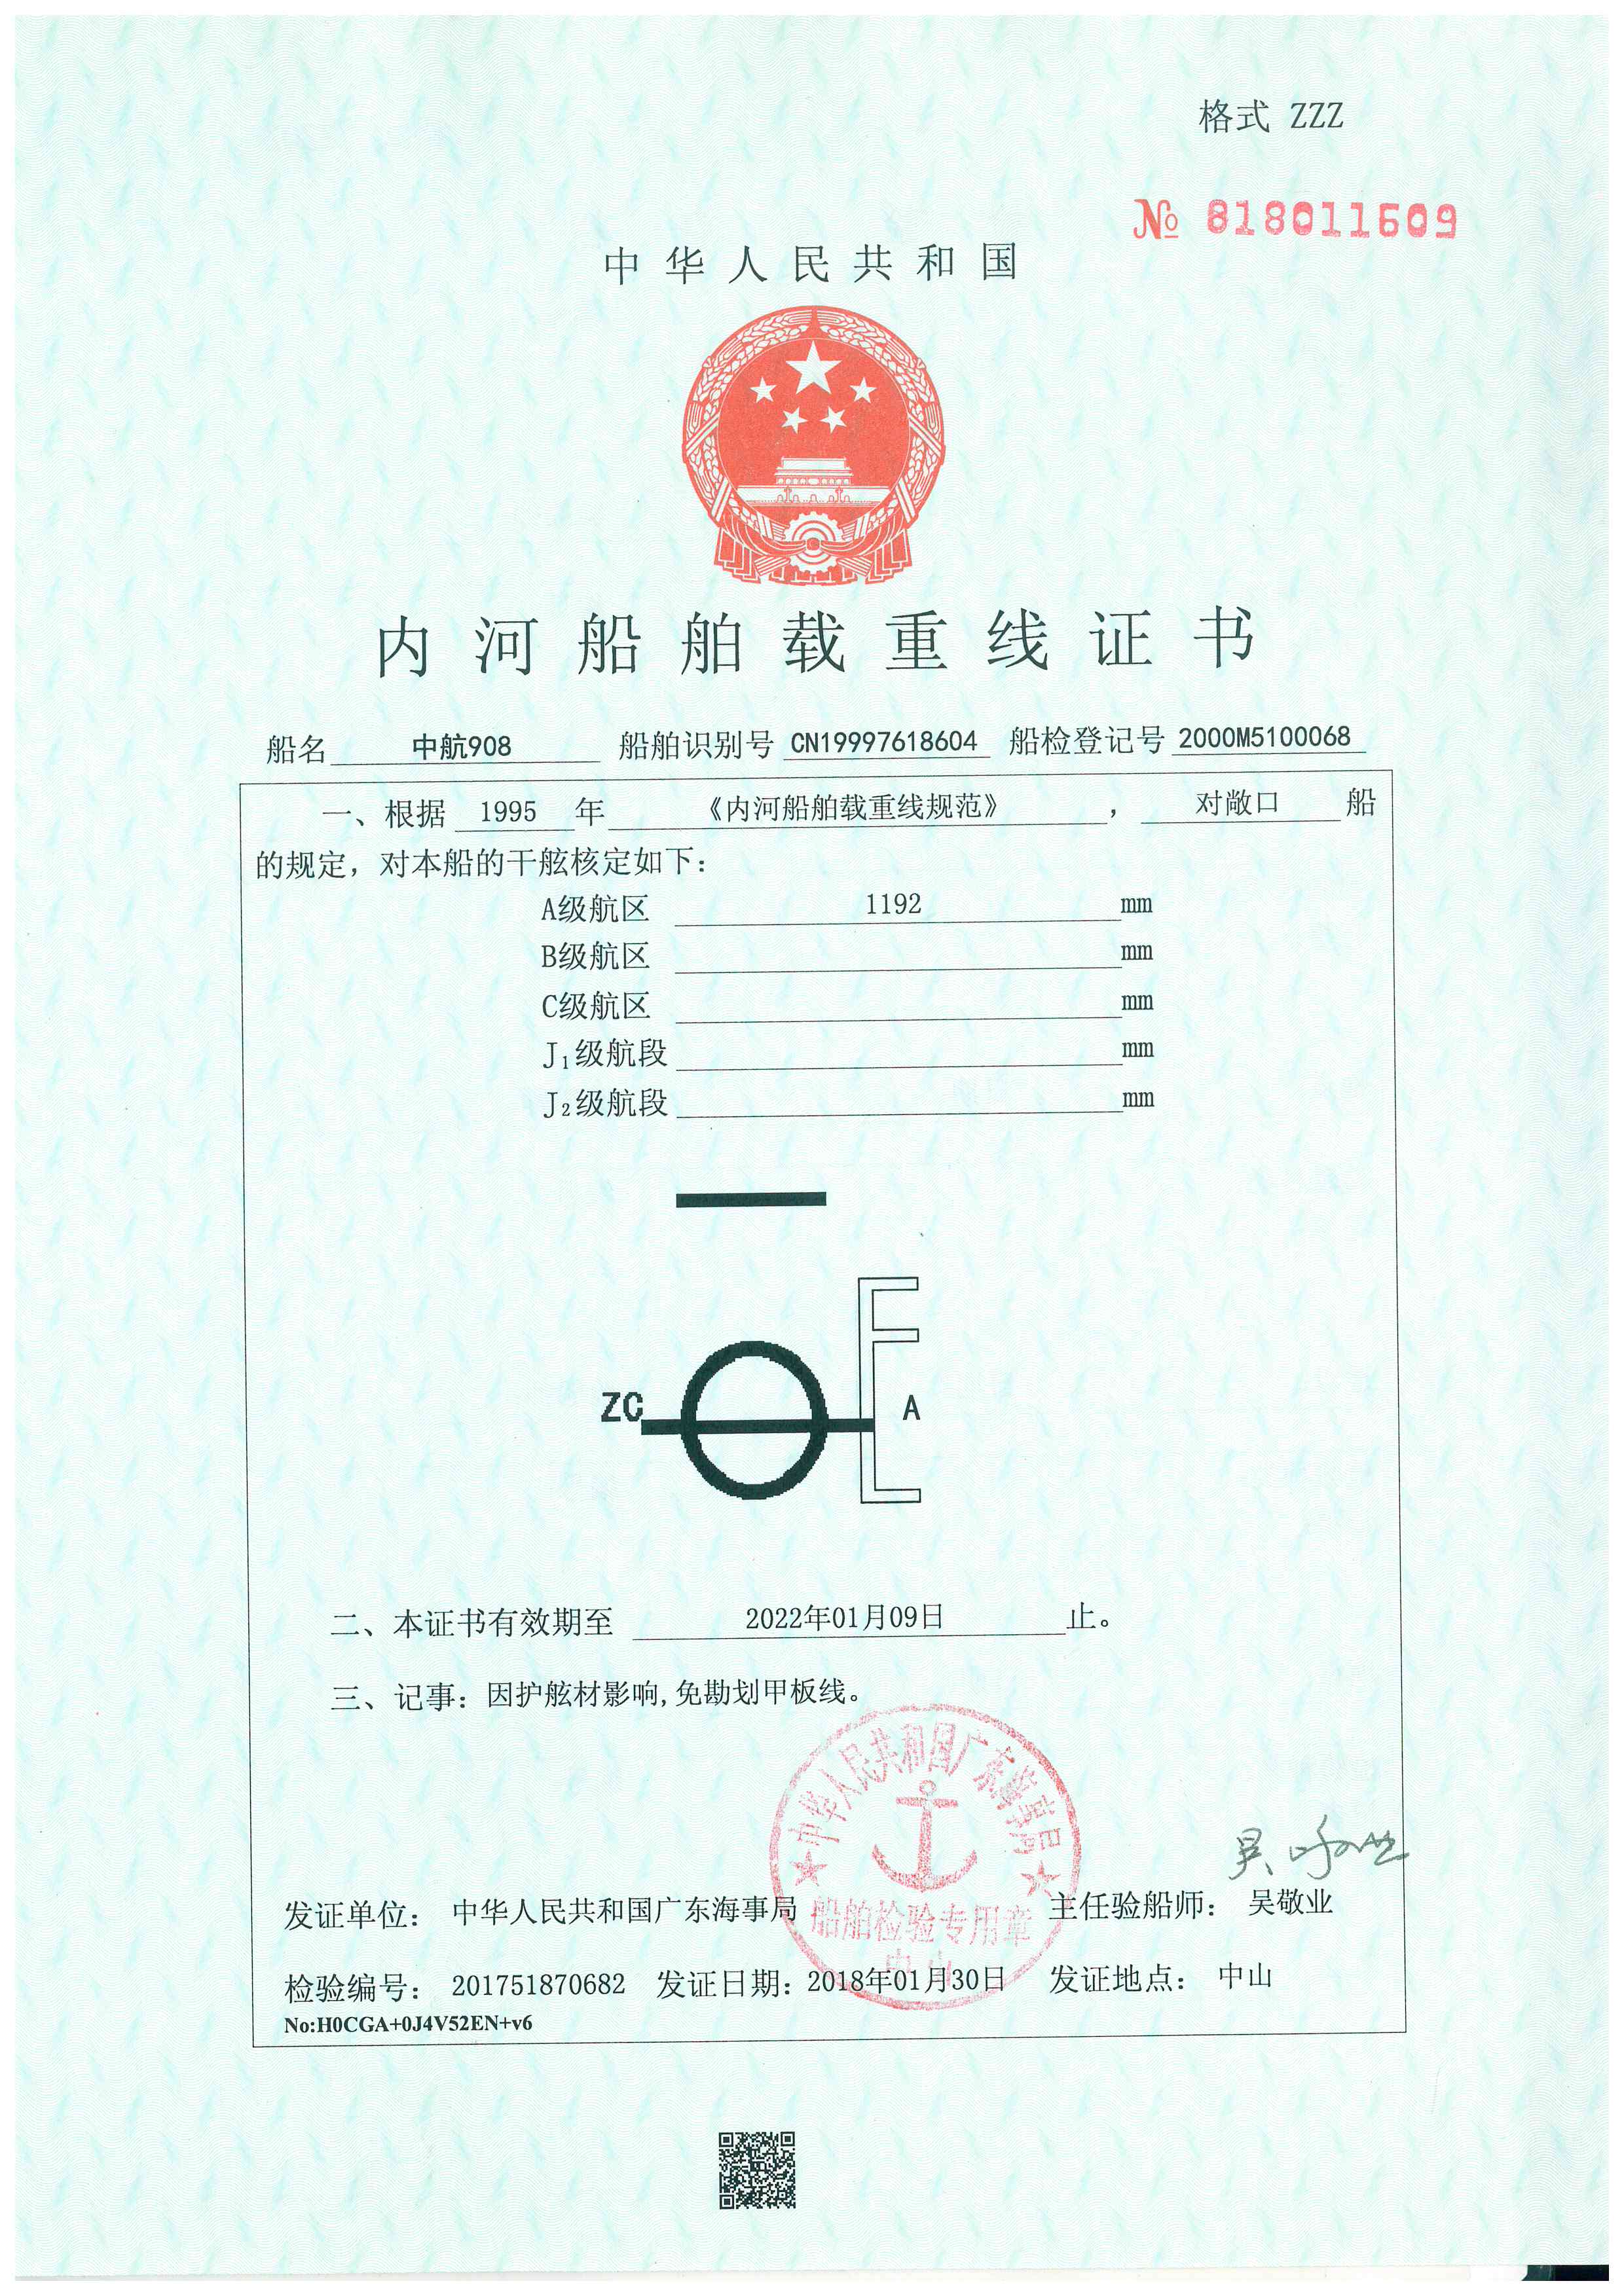 格式 ZZZ
№ 818011609
中华人民共和国
内河船舶载重线证书
船名 中航908 船舶识别号 CN19997618604 船检登记号 2000M5100068
一、根据 1995 年 《内河船舶载重线规范》 , 对敞口 船
的规定，对本船的干舷核定如下：
A级航区 1192 mm
B级航区 mm
C级航区 mm
J₁级航段 mm
J₂级航段 mm
ZC A
二、本证书有效期至 2022年01月09日 止。
三、记事：因护舷材影响,免勘划甲板线。
中华人民共和国广东海事局
发证单位： 中华人民共和国广东海事局 主任验船师： 吴敬业
船舶检验专用章
中山
检验编号： 201751870682 发证日期：2018年01月30日 发证地点： 中山
No:H0CGA+0J4V52EN+v6